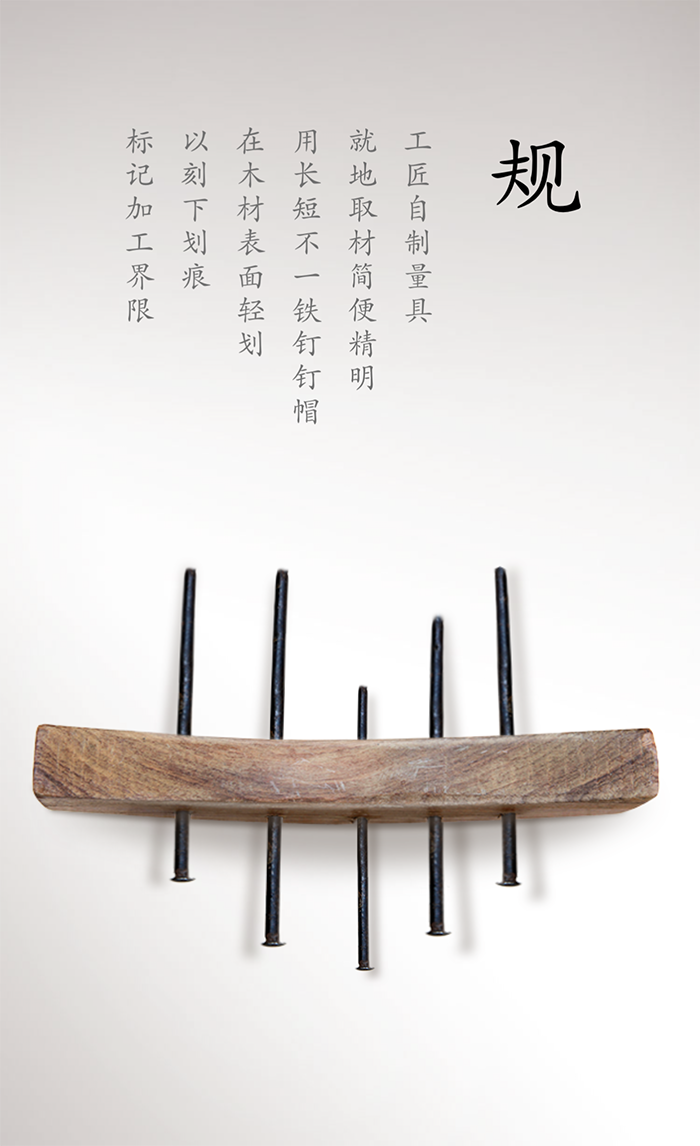 规
工匠自制量具
就地取材简便精明
用长短不一铁钉钉帽
在木材表面轻划
以刻下划痕
标记加工界限